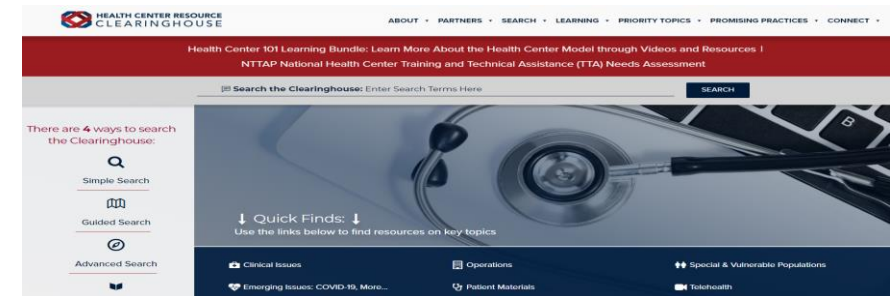 HEALTH CENTER RESOURCE
CLEARINGHOUSE
ABOUT • PARTNERS • SEARCH • LEARNING • PRIORITY TOPICS • PROMISING PRACTICES • CONNECT •
Health Center 101 Learning Bundle: Learn More About the Health Center Model through Videos and Resources !
NTTAP National Health Center Training and Technical Assistance (TTA) Needs Assessment
Search the Clearinghouse: Enter Search Terms Here
SEARCH
There are 4 ways to search
the Clearinghouse:
Simple Search
Guided Search
Advanced Search
↓ Quick Finds: ↓
Use the links below to find resources on key topics
Clinical Issues
Operations
Special & Vulnerable Populations
Emerging Issues: COVID-19, More...
Patient Materials
Telehealth